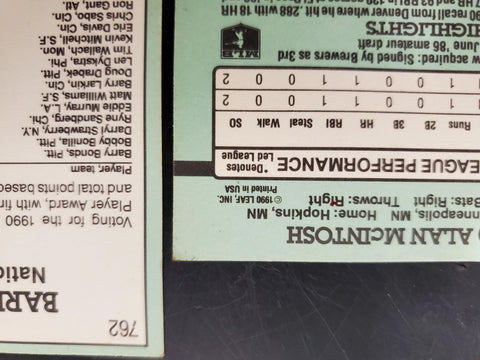 O ALAN McINTOSH
nneapolis, MN Home: Hopkins, MN
Bats: Right Throws: Right
© 1990 LEAF, INC.
Printed in USA
EAGUE PERFORMANCE
*Denotes
Led League
Runs 2B 3B HR RBI Steal Walk SO
1 0 0 1 1 0 0 2
1 0 0 1 1 0 0 2
w acquired: Signed by Brewers as 3rd
June '86 amateur draft
HIGHLIGHTS
MLB
90 recall from Denver where he hit .288 with 18 HR
762
BARR
Natio
Voting for the 1990
Player Award, with fir
and total points based
Player, team
Barry Bonds, Pitt.
Bobby Bonilla, Pitt.
Darryl Strawberry, N.Y.
Ryne Sandberg, Chi.
Eddie Murray, L.A.
Matt Williams, S.F.
Barry Larkin, Cin.
Doug Drabek, Pitt.
Len Dykstra, Phi.
Tim Wallach, Mon.
Kevin Mitchell, S.F.
Eric Davis, Cin.
Chris Sabo, Cin.
Ron Gant, Atl.